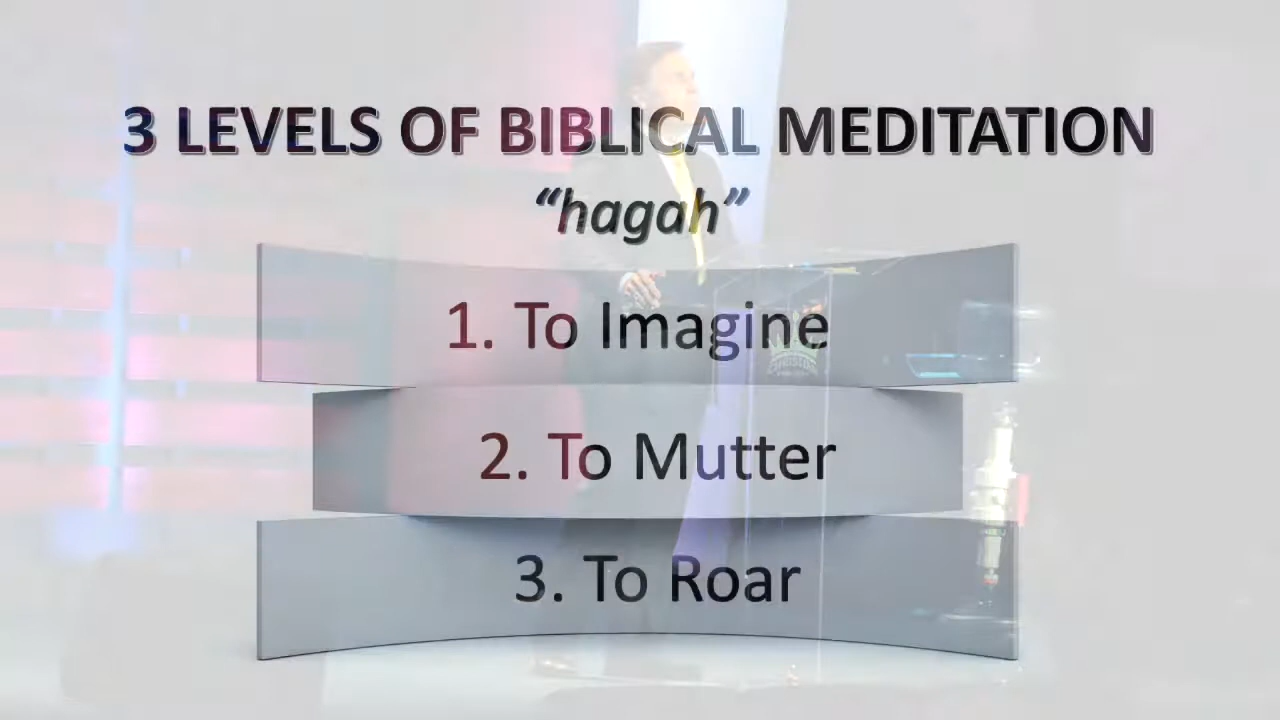 3 LEVELS OF BIBLICAL MEDITATION
“hagah”
1. To Imagine
2. To Mutter
3. To Roar